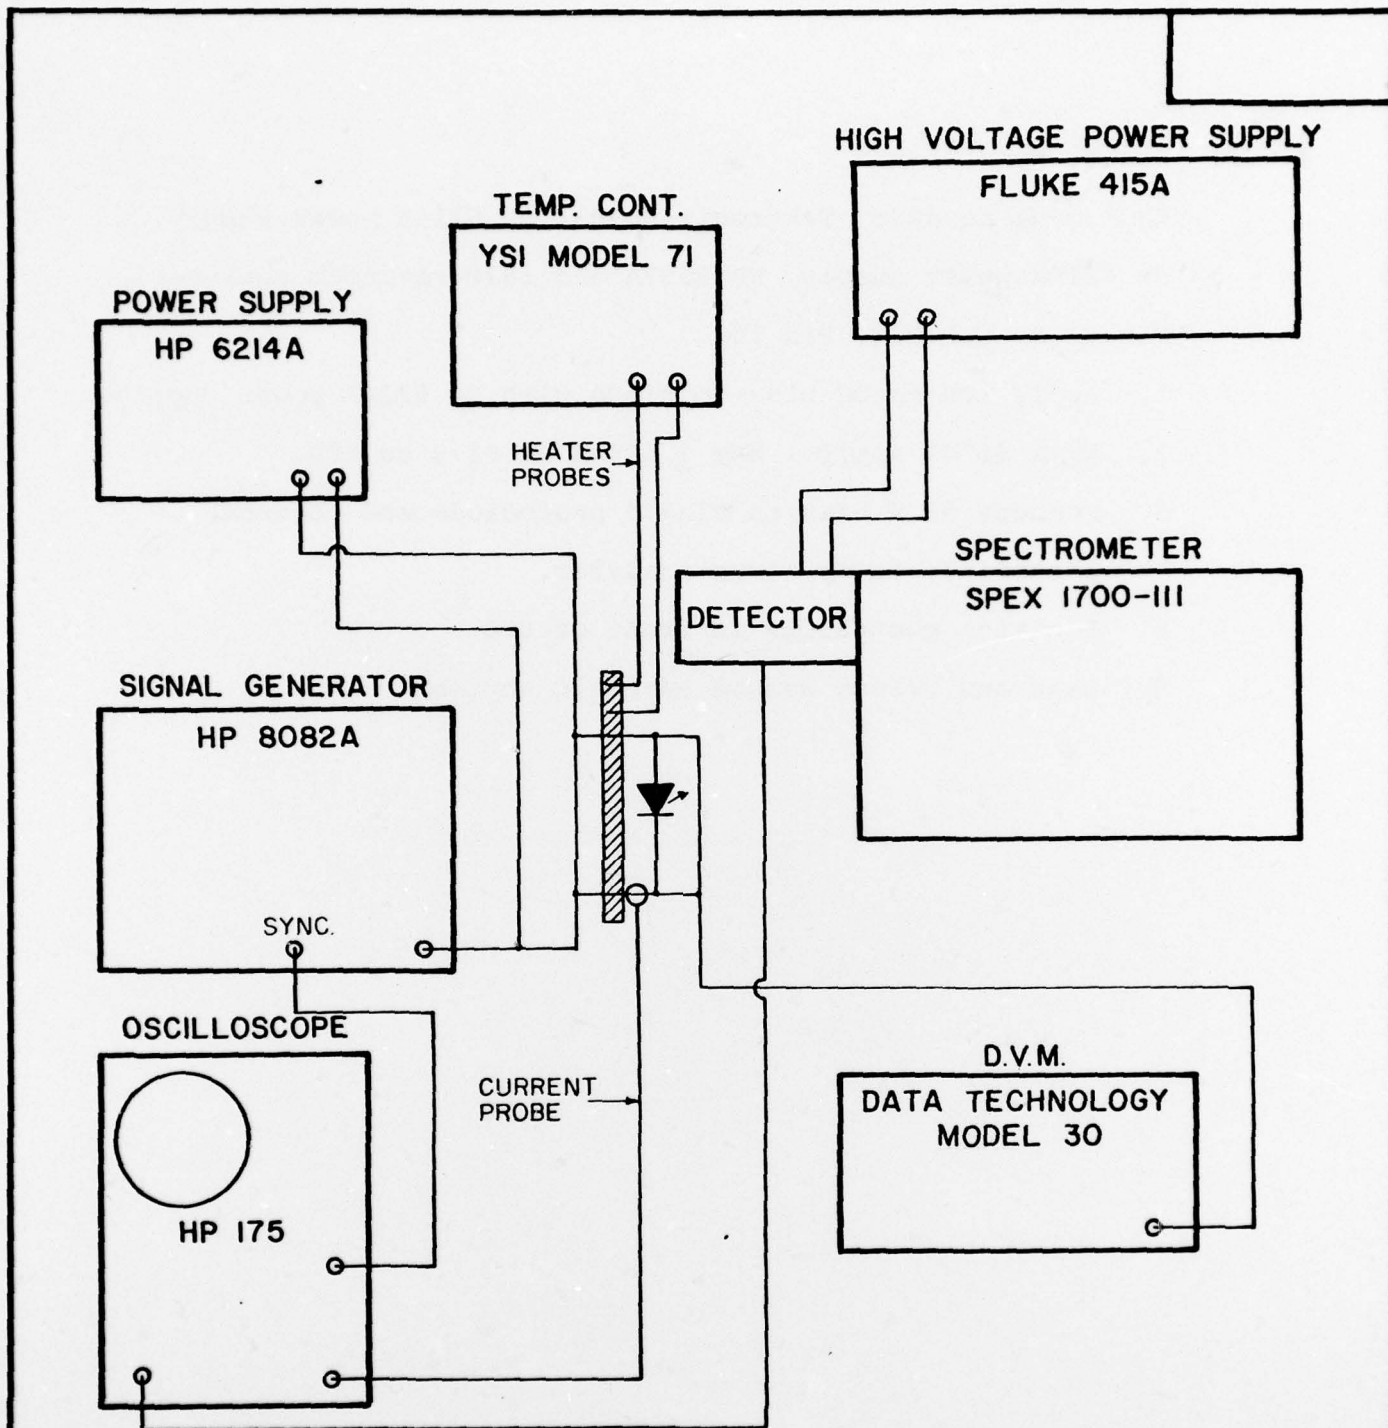 HIGH VOLTAGE POWER SUPPLY
FLUKE 415A
TEMP. CONT.
YSI MODEL 71
POWER SUPPLY
HP 6214A
HEATER
PROBES
SPECTROMETER
SPEX 1700-111
DETECTOR
SIGNAL GENERATOR
HP 8082A
SYNC.
OSCILLOSCOPE
HP 175
CURRENT
PROBE
D.V.M.
DATA TECHNOLOGY
MODEL 30